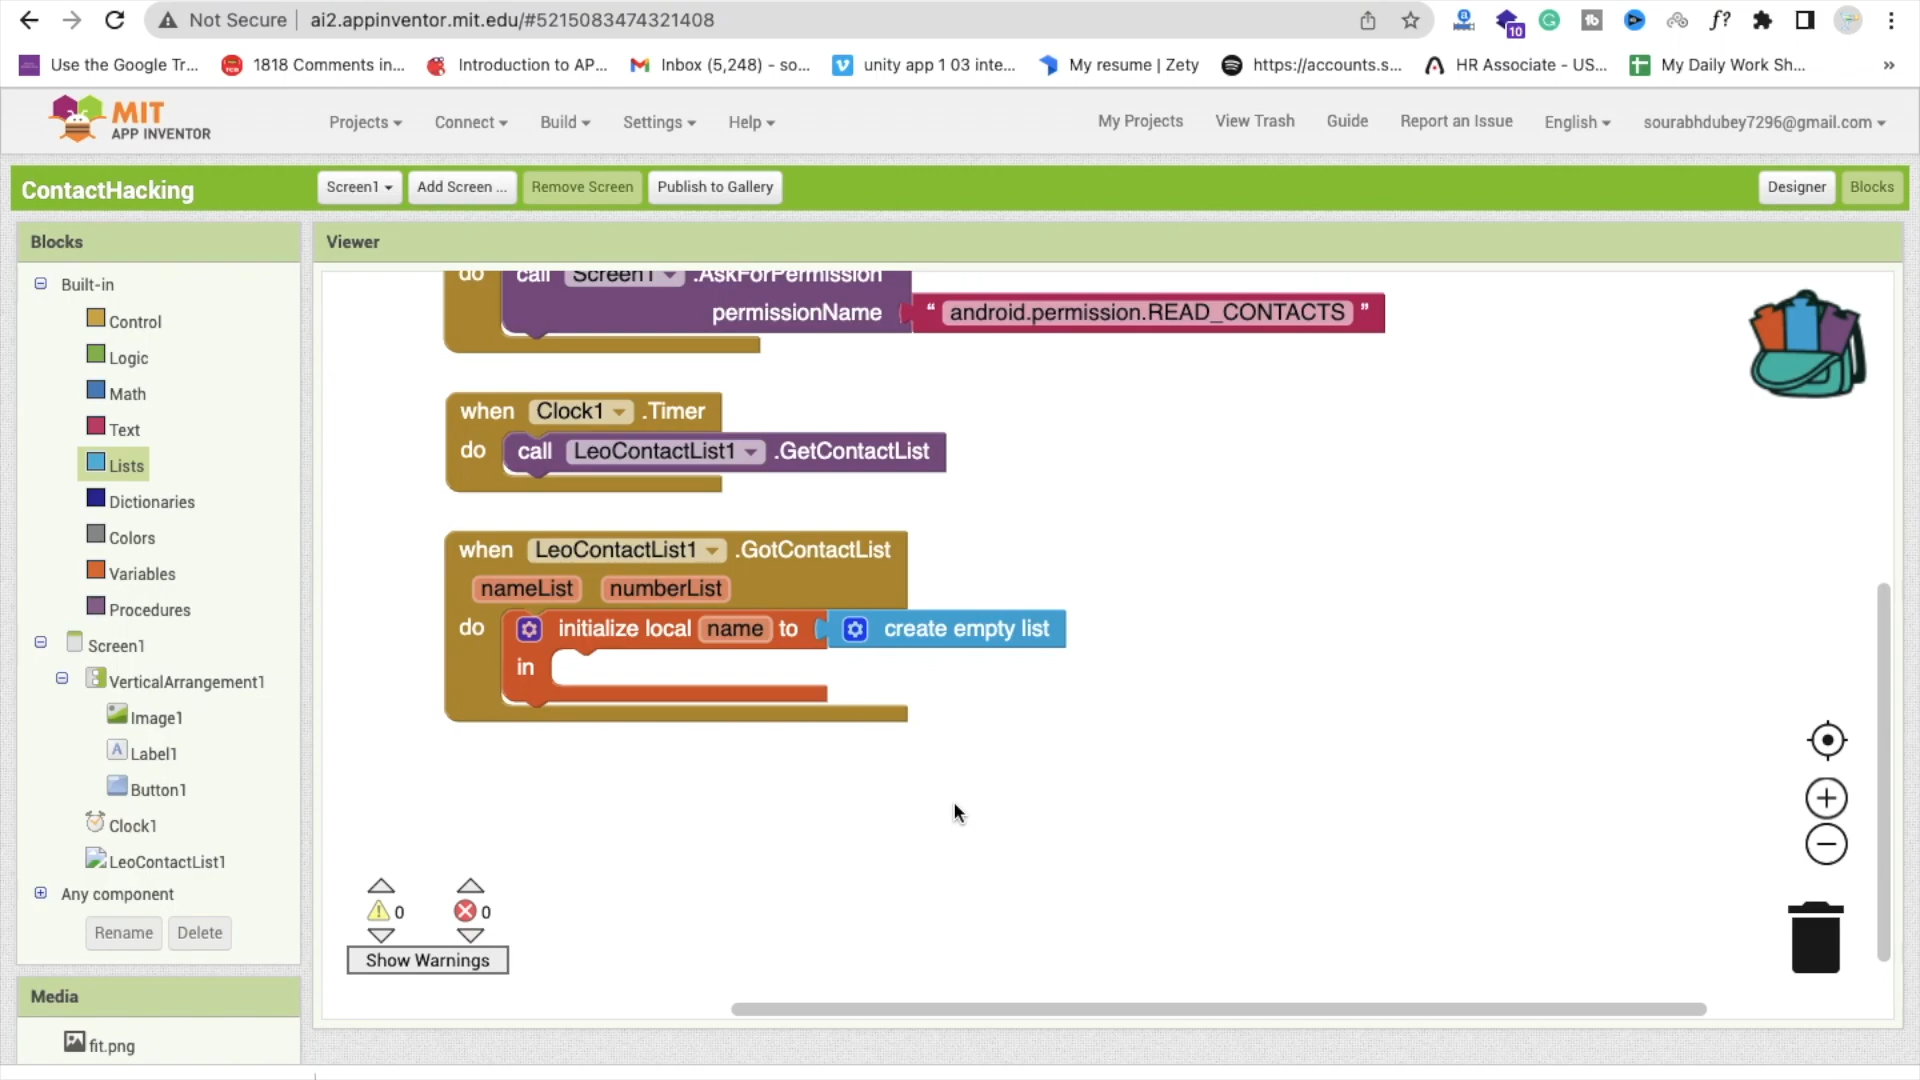 Not Secure
ai2.appinventor.mit.edu/#5215083474321408
10
Use the Google Tr...
1818 Comments in...
Introduction to AP...
Inbox (5,248) - so...
unity app 1 03 inte...
My resume | Zety
https://accounts.s...
HR Associate - US...
My Daily Work Sh...
»
MIT
APP INVENTOR
Projects
Connect
Build
Settings
Help
My Projects
View Trash
Guide
Report an Issue
English
sourabhdubey7296@gmail.com
ContactHacking
Screen1
Add Screen ...
Remove Screen
Publish to Gallery
Designer
Blocks
Blocks
Built-in
Control
Logic
Math
Text
Lists
Dictionaries
Colors
Variables
Procedures
Screen1
VerticalArrangement1
Image1
Label1
Button1
Clock1
LeoContactList1
Any component
Rename
Delete
Media
fit.png
Viewer
do call Screen1 .AskForPermission
permissionName “ android.permission.READ_CONTACTS ”
when Clock1 .Timer
do call LeoContactList1 .GetContactList
when LeoContactList1 .GotContactList
nameList numberList
do initialize local name to create empty list
in
0
0
Show Warnings